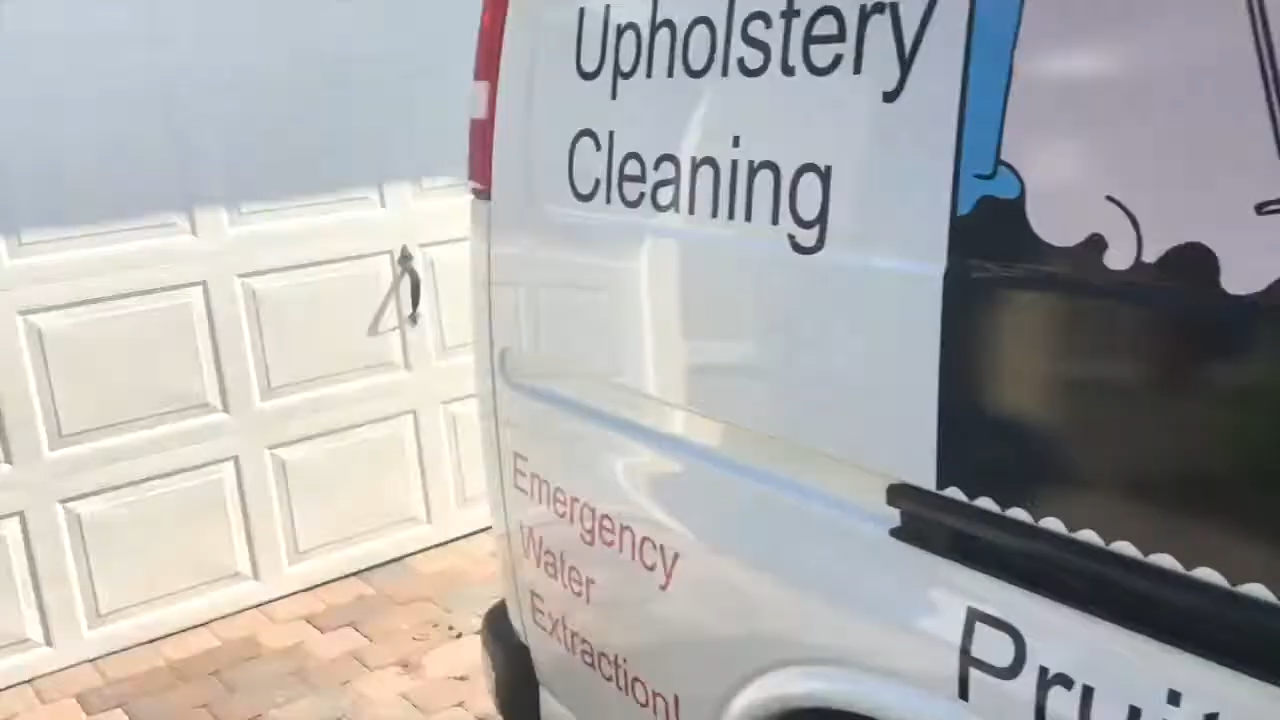 Upholstery
Cleaning
Emergency
Water
Extraction!